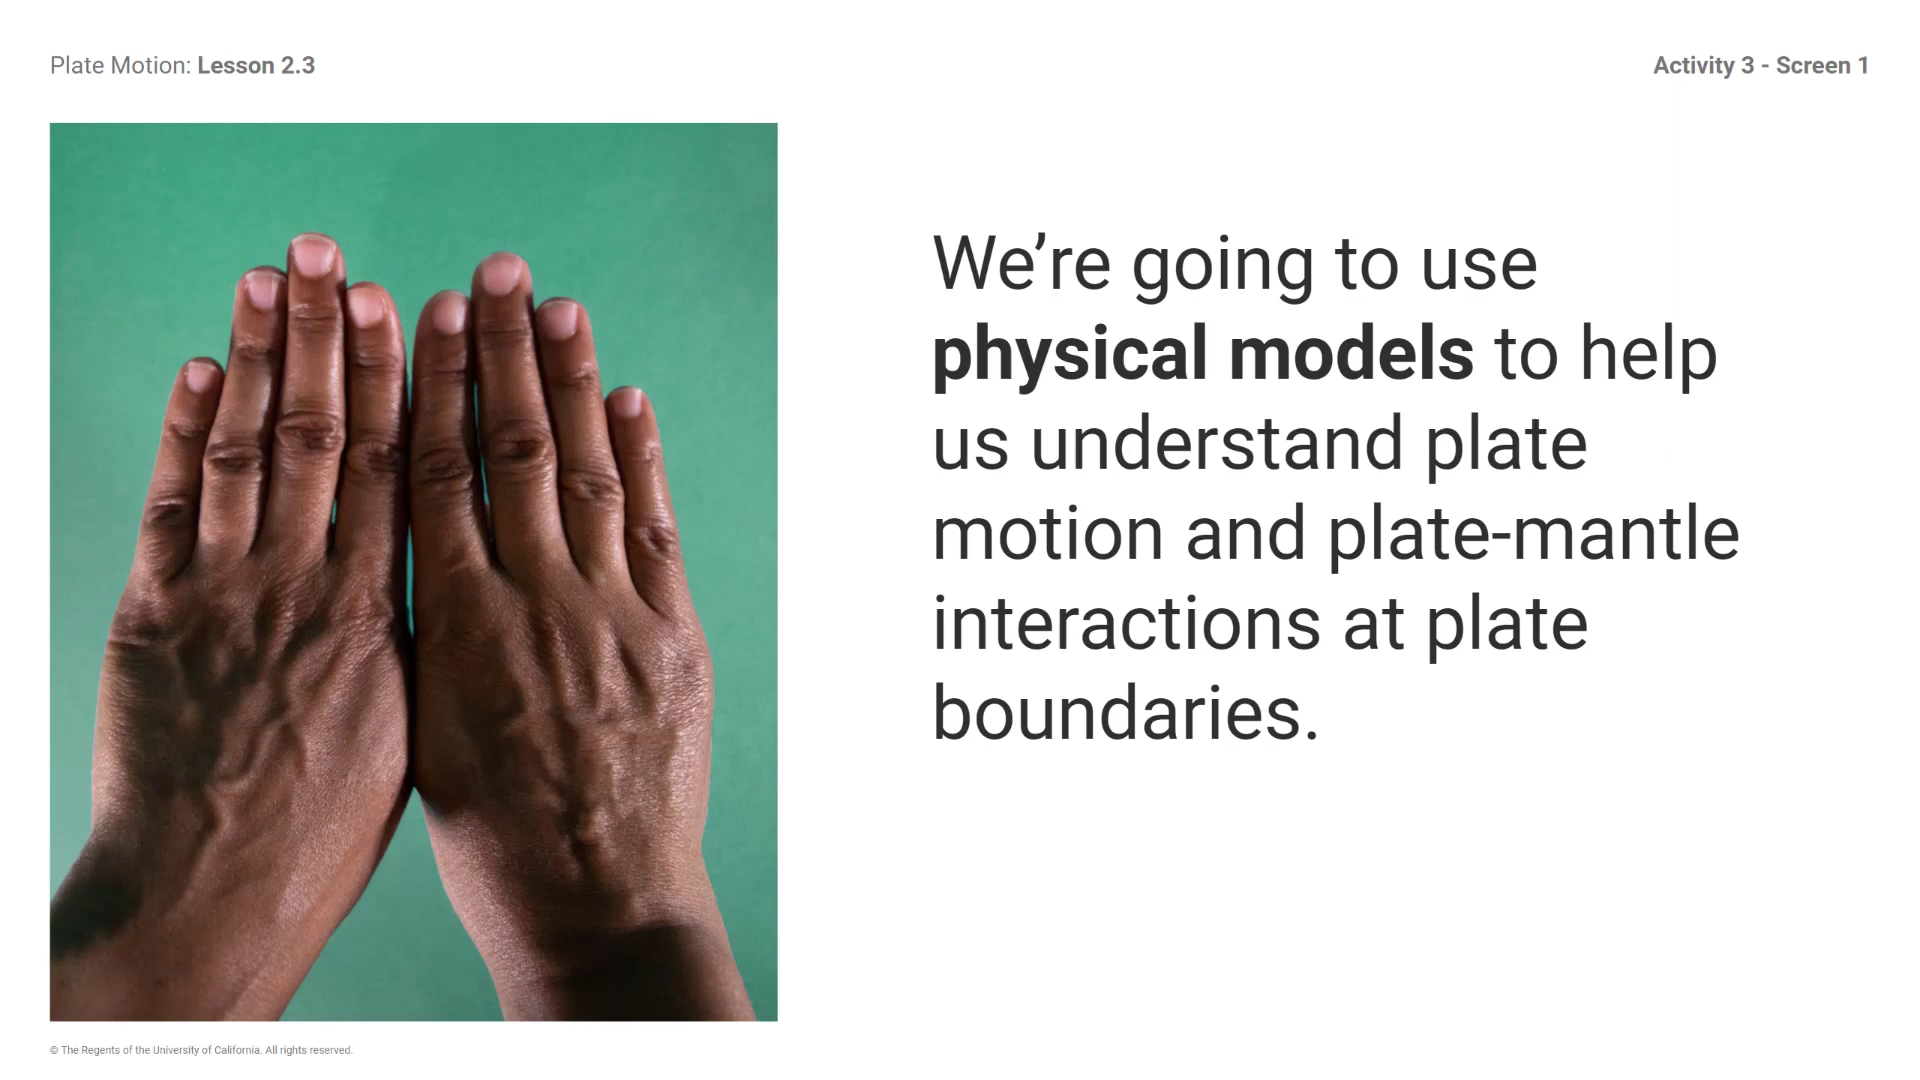 Plate Motion: Lesson 2.3
Activity 3 - Screen 1
We’re going to use
physical models to help
us understand plate
motion and plate-mantle
interactions at plate
boundaries.
© The Regents of the University of California. All rights reserved.